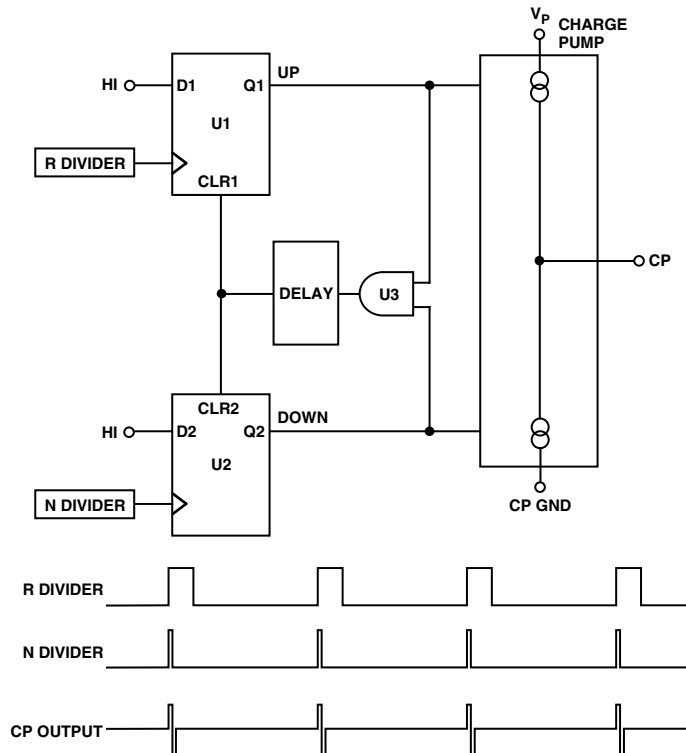 VP
CHARGE
PUMP
HI
D1
Q1
UP
U1
R DIVIDER
CLR1
DELAY
U3
CP
CLR2
HI
D2
Q2
DOWN
U2
N DIVIDER
CP GND
R DIVIDER
N DIVIDER
CP OUTPUT